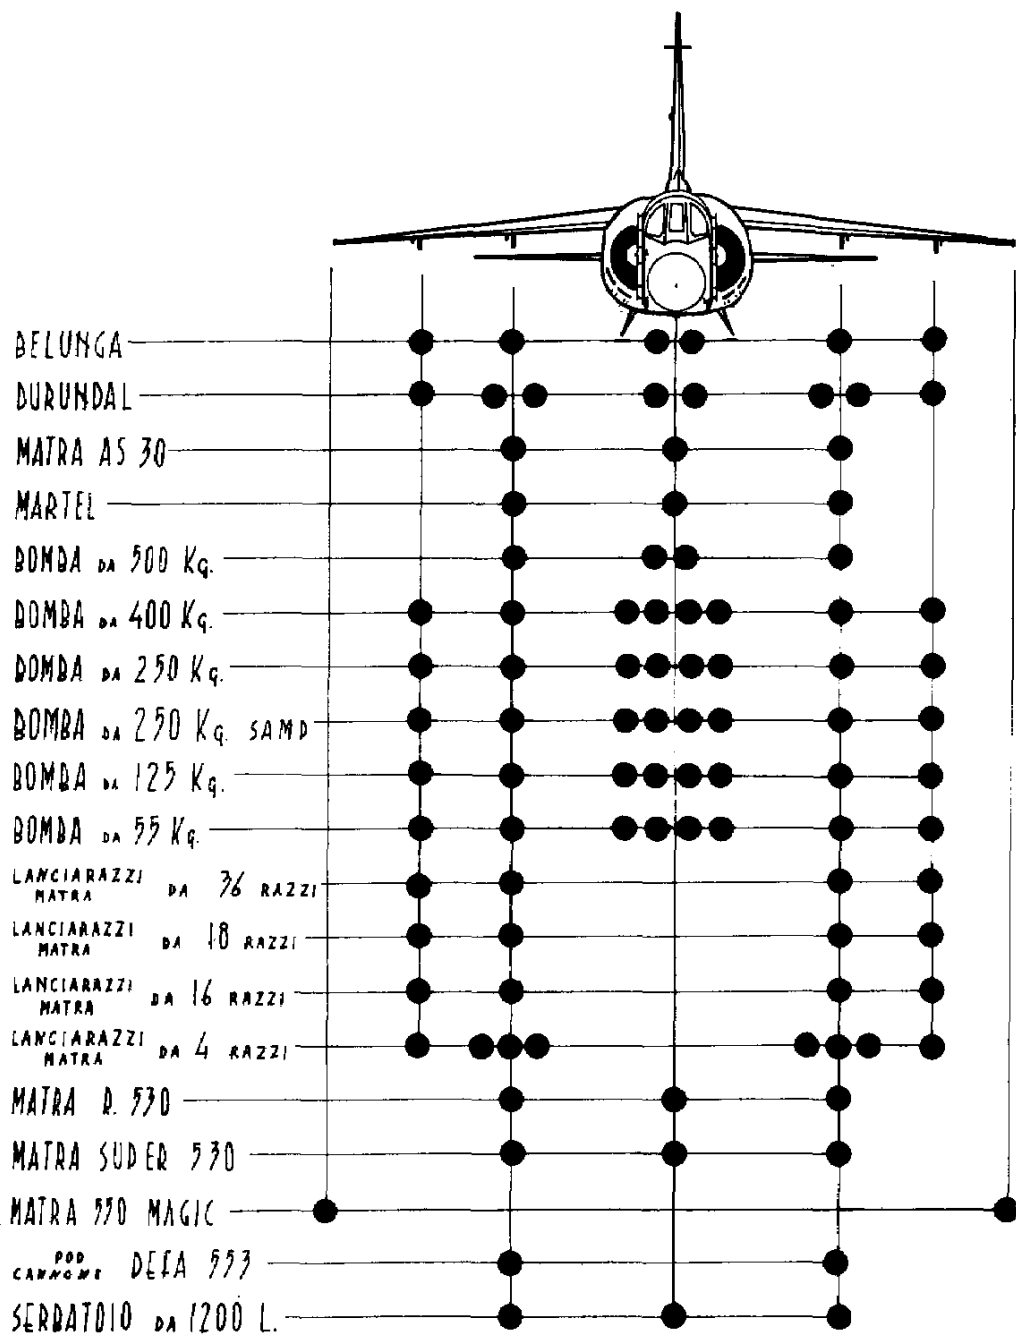 BELUNGA
DURUNDAL
MATRA AS 30
MARTEL
BOMBA DA 500 Kg.
BOMBA DA 400 Kg.
BOMBA DA 250 Kg.
BOMBA DA 250 Kg. SAMP
BOMBA DA 125 Kg.
BOMBA DA 55 Kg.
LANCIARAZZI MATRA DA 36 RAZZI
LANCIARAZZI MATRA DA 18 RAZZI
LANCIARAZZI MATRA DA 16 RAZZI
LANCIARAZZI MATRA DA 4 RAZZI
MATRA R. 530
MATRA SUPER 530
MATRA 550 MAGIC
POD CANNONE DEFA 553
SERBATOIO DA 1200 L.